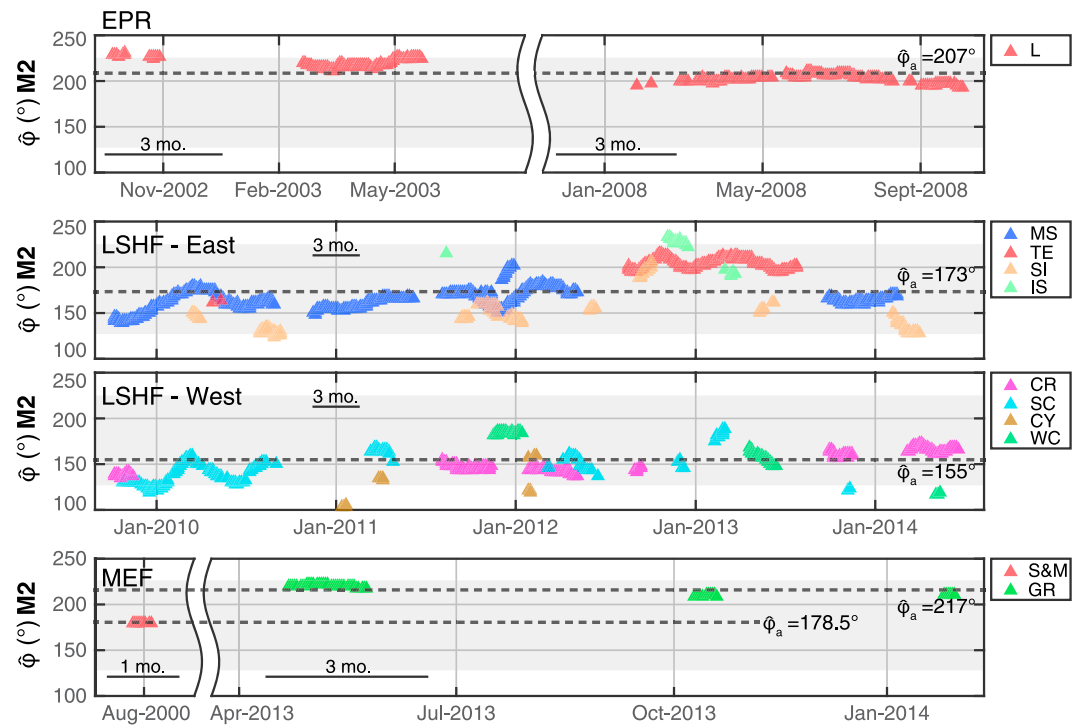 EPR
φ̂ (°) M2
250
200
150
100
φ̂a =207°
3 mo.
3 mo.
Nov-2002
Feb-2003
May-2003
Jan-2008
May-2008
Sept-2008
L
φ̂ (°) M2
250
200
150
100
LSHF - East
3 mo.
φ̂a =173°
MS
TE
SI
IS
φ̂ (°) M2
250
200
150
100
LSHF - West
3 mo.
φ̂a =155°
Jan-2010
Jan-2011
Jan-2012
Jan-2013
Jan-2014
CR
SC
CY
WC
φ̂ (°) M2
250
200
150
100
MEF
φ̂a =217°
φ̂a =178.5°
1 mo.
3 mo.
Aug-2000
Apr-2013
Jul-2013
Oct-2013
Jan-2014
S&M
GR